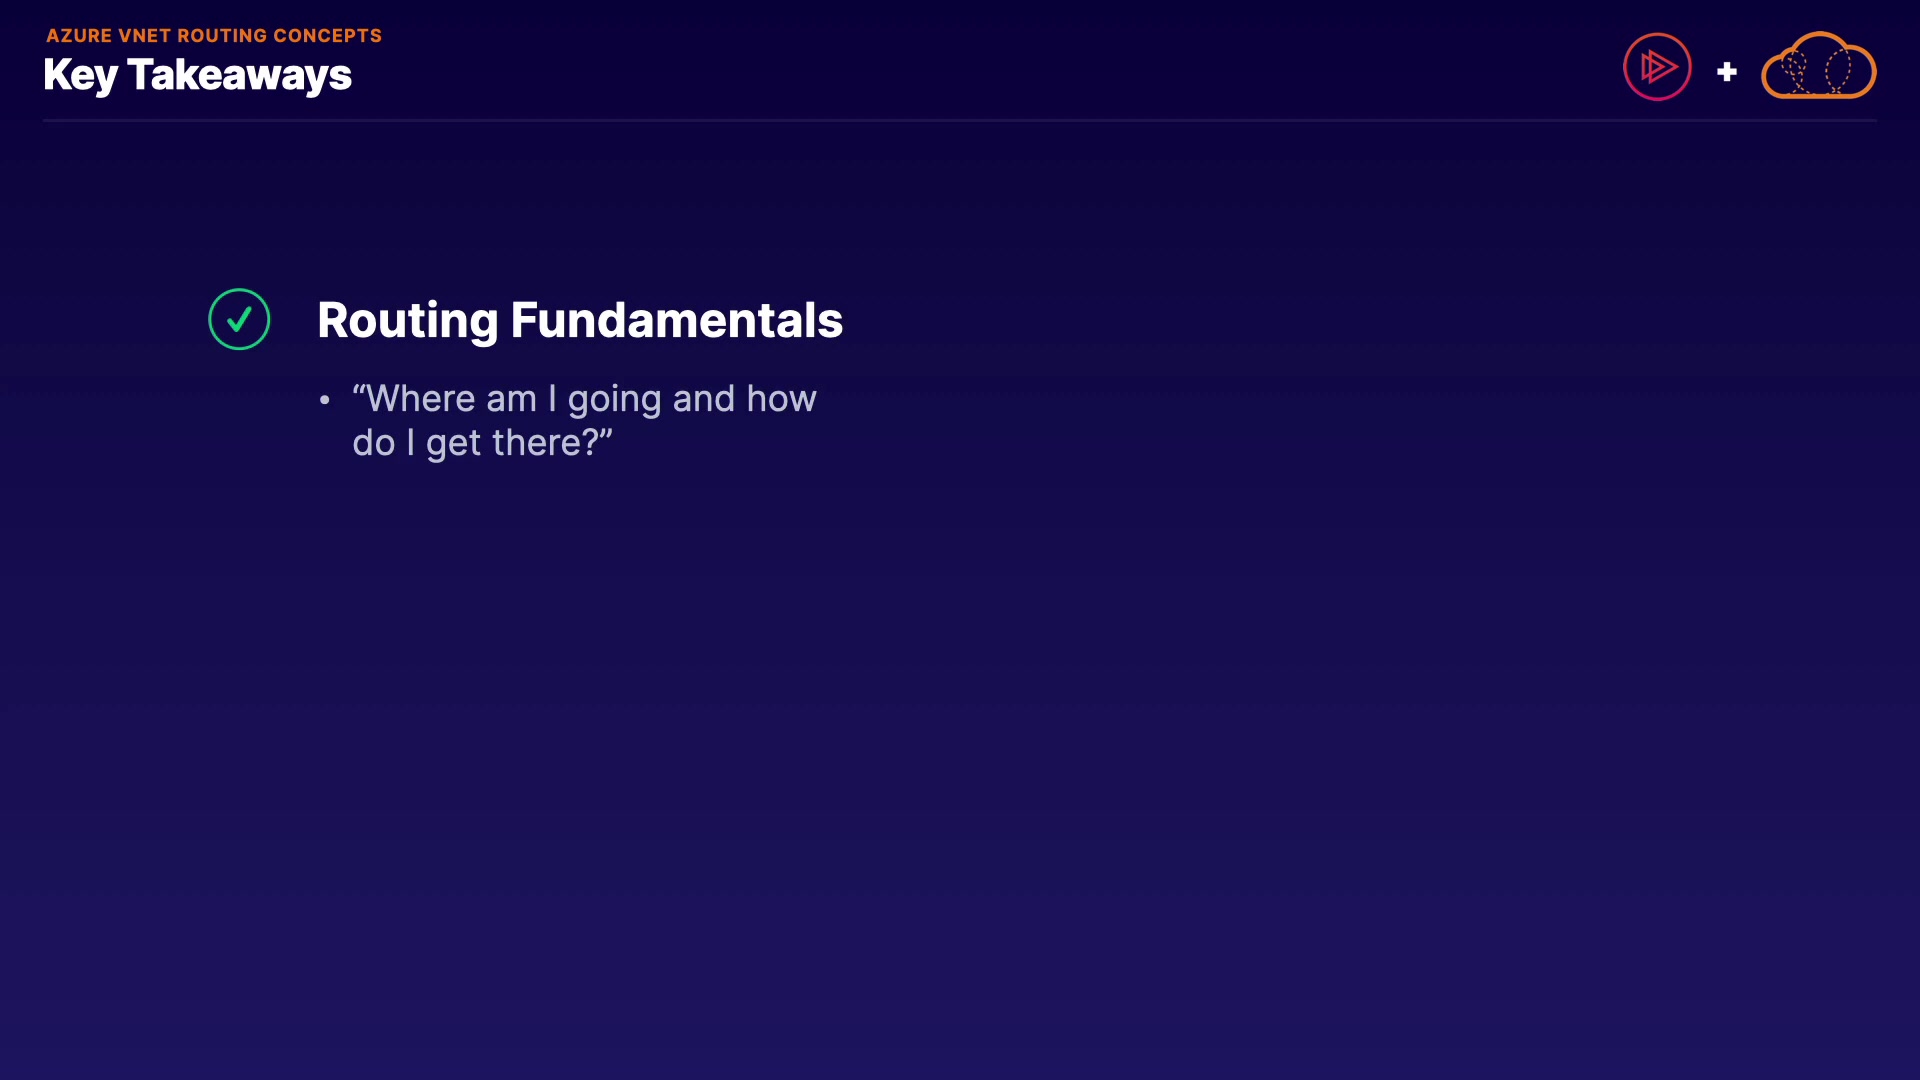 AZURE VNET ROUTING CONCEPTS
Key Takeaways
+
Routing Fundamentals
• “Where am I going and how
do I get there?”